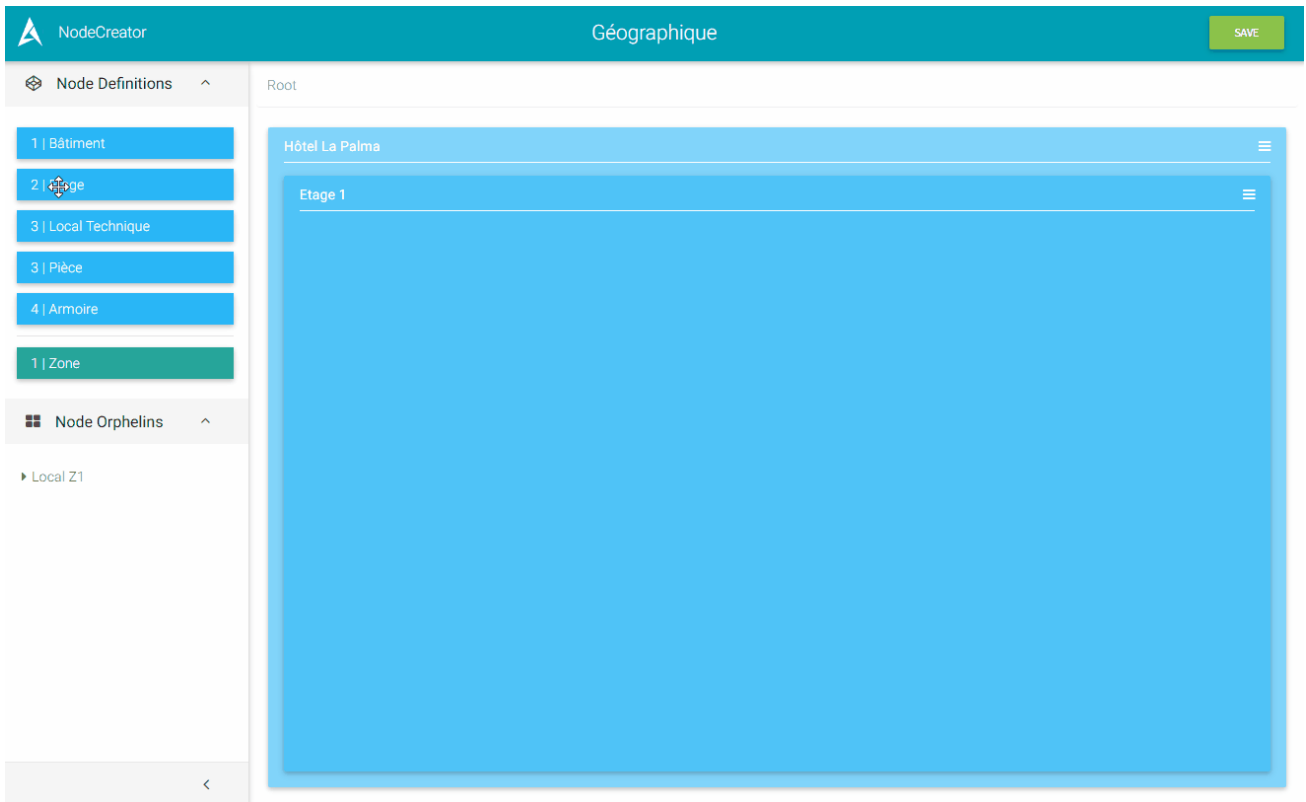 NodeCreator
Géographique
SAVE
Node Definitions
Root
1 | Bâtiment
2 |
3 | Local Technique
3 | Pièce
4 | Armoire
1 | Zone
Node Orphelins
Local Z1
Hôtel La Palma
Etage 1